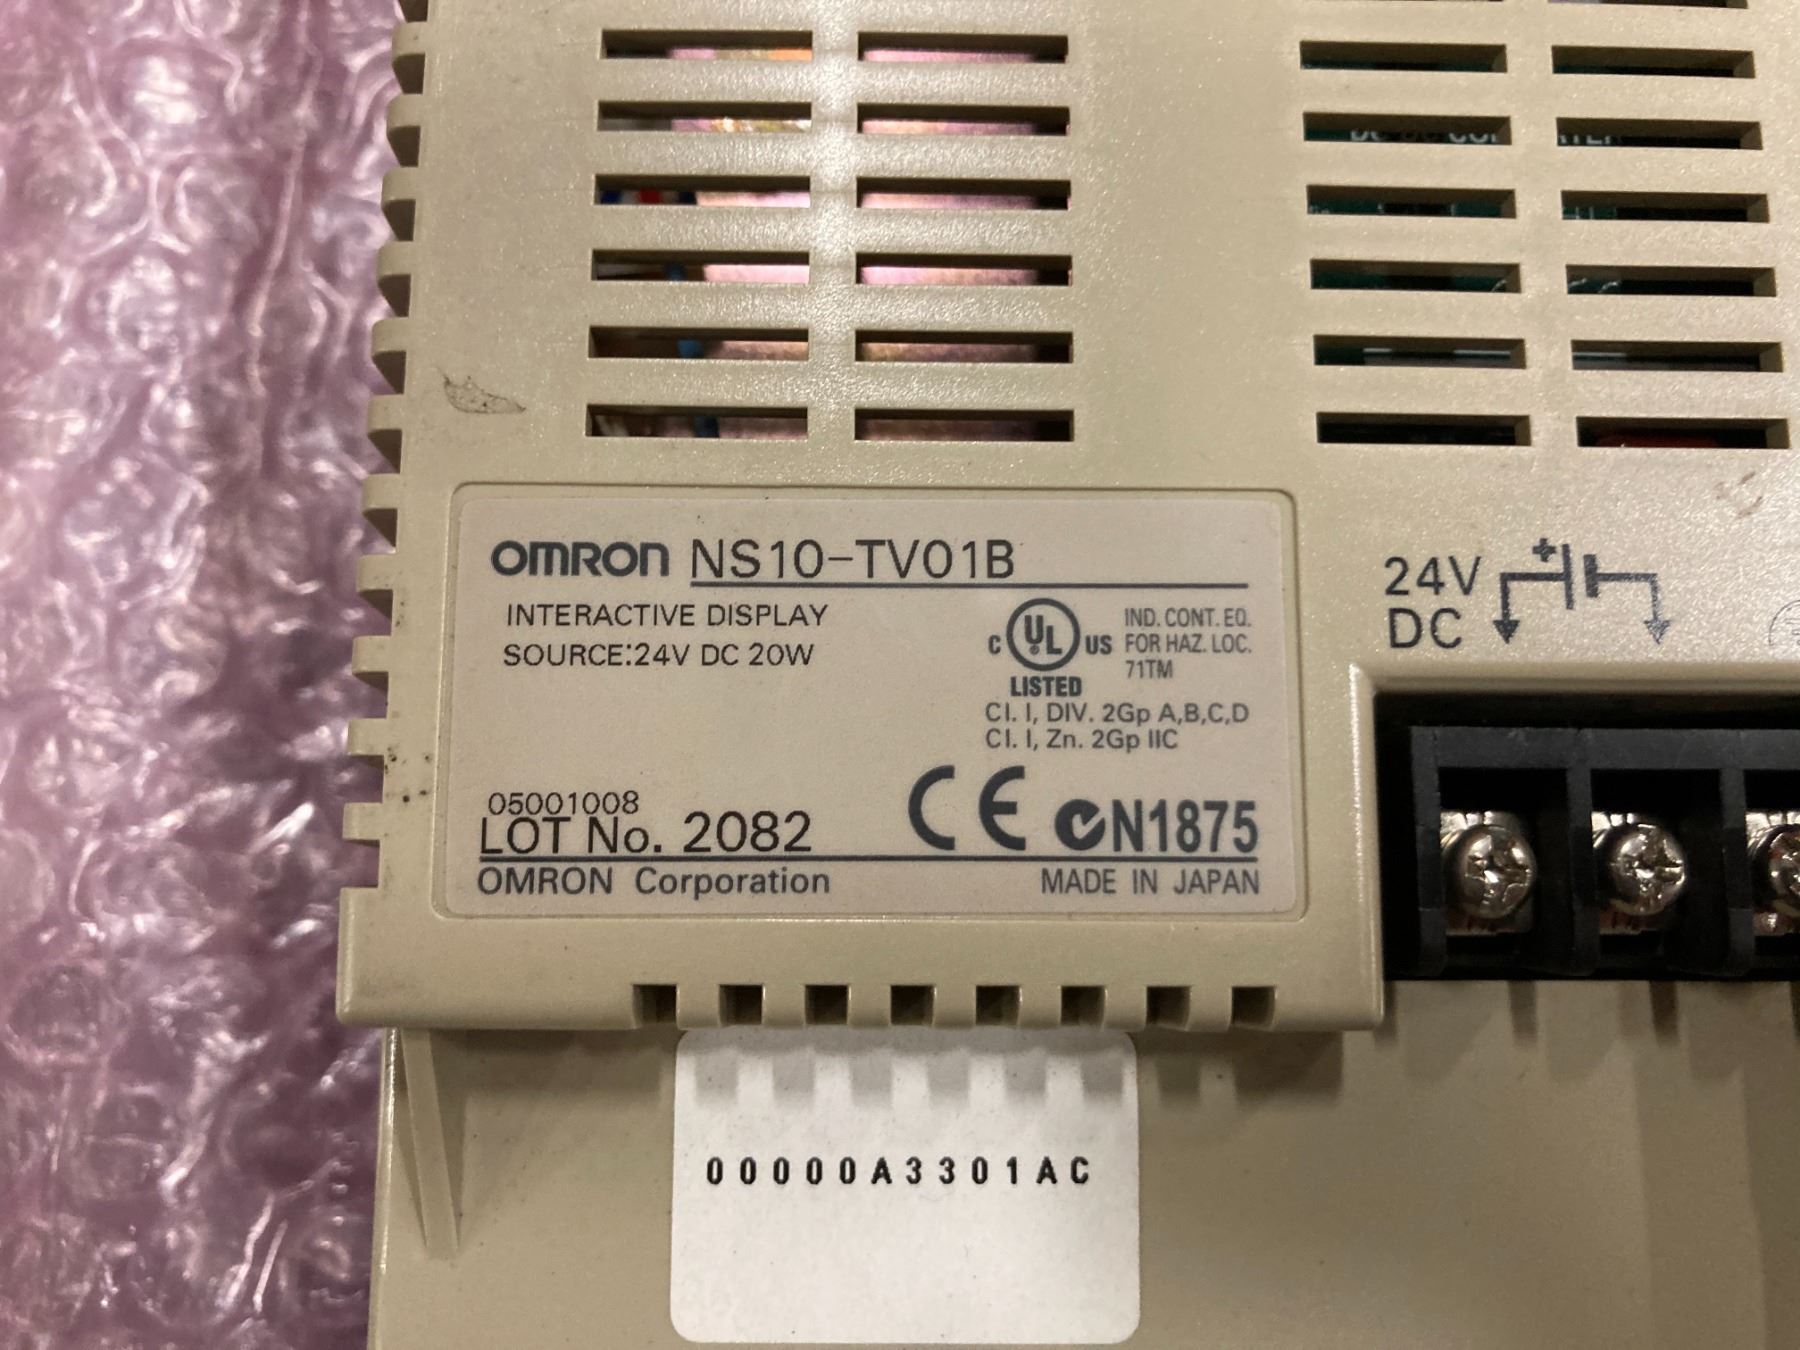 OMRON NS10-TV01B
INTERACTIVE DISPLAY
SOURCE:24V DC 20W
C UL US
LISTED
IND. CONT. EQ.
FOR HAZ. LOC.
71TM
Cl. I, DIV. 2Gp A,B,C,D
Cl. I, Zn. 2Gp IIC
05001008
LOT No. 2082
CE N1875
OMRON Corporation
MADE IN JAPAN
24V
DC
+
00000A3301AC